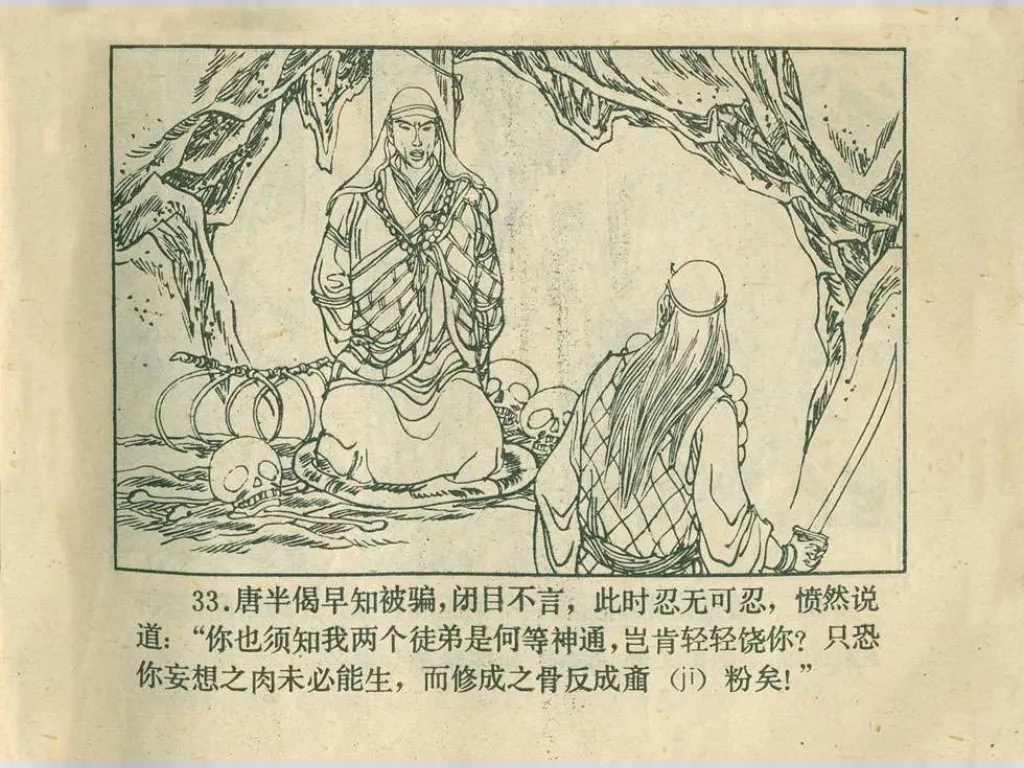 33.唐半偈早知被骗，闭目不言，此时忍无可忍，愤然说
道：“你也须知我两个徒弟是何等神通，岂肯轻轻饶你？只恐
你妄想之肉未必能生，而修成之骨反成齑（jī）粉矣！”